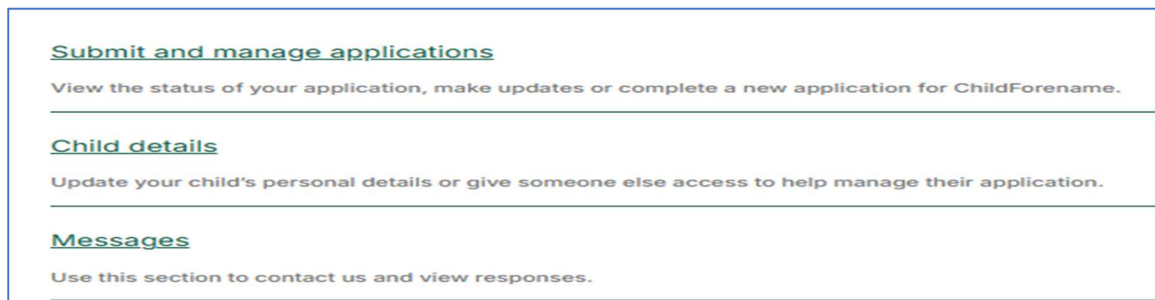 Submit and manage applications
View the status of your application, make updates or complete a new application for ChildForename.
Child details
Update your child's personal details or give someone else access to help manage their application.
Messages
Use this section to contact us and view responses.